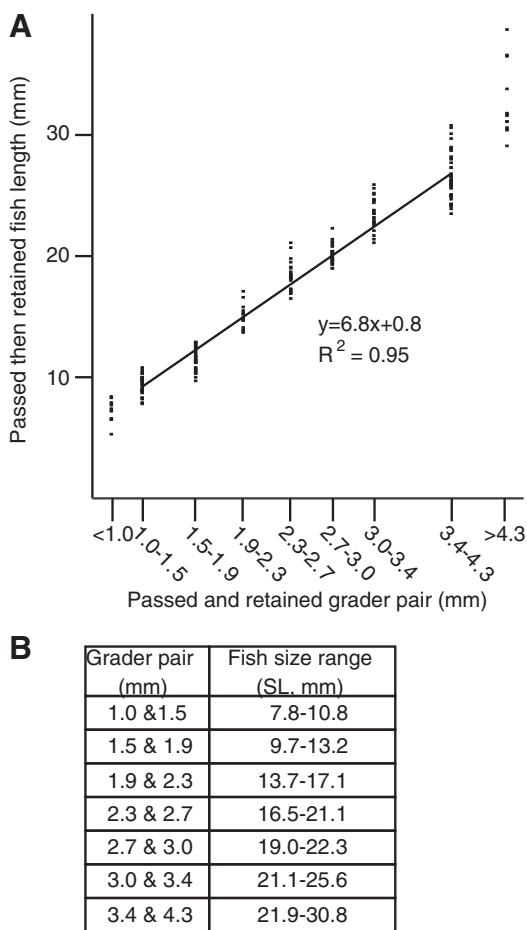 A
Passed then retained fish length (mm)
30
20
10
y=6.8x+0.8
R² = 0.95
<1.0
1.0-1.5
1.5-1.9
1.9-2.3
2.3-2.7
2.7-3.0
3.0-3.4
3.4-4.3
>4.3
Passed and retained grader pair (mm)
B
Grader pair
(mm)
Fish size range
(SL, mm)
1.0 &1.5 7.8-10.8
1.5 & 1.9 9.7-13.2
1.9 & 2.3 13.7-17.1
2.3 & 2.7 16.5-21.1
2.7 & 3.0 19.0-22.3
3.0 & 3.4 21.1-25.6
3.4 & 4.3 21.9-30.8